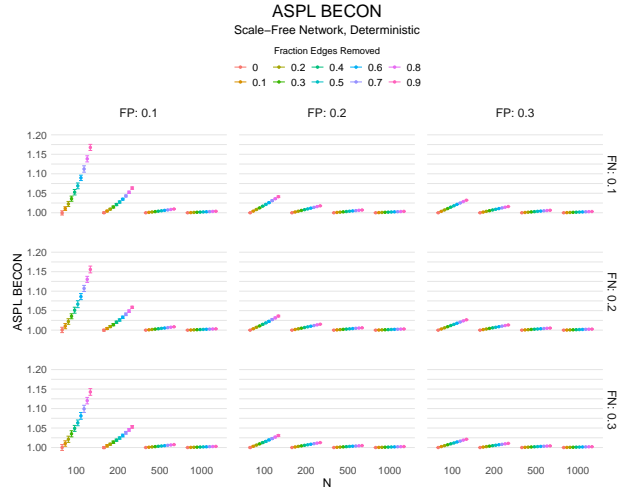 ASPL BECON
Scale−Free Network, Deterministic
Fraction Edges Removed
0 0.2 0.4 0.6 0.8
0.1 0.3 0.5 0.7 0.9
FP: 0.1 FP: 0.2 FP: 0.3
1.20
1.15
1.10
1.05
1.00
FN: 0.1
1.20
1.15
1.10
1.05
1.00
FN: 0.2
ASPL BECON
1.20
1.15
1.10
1.05
1.00
FN: 0.3
100 200 500 1000 100 200 500 1000 100 200 500 1000
N